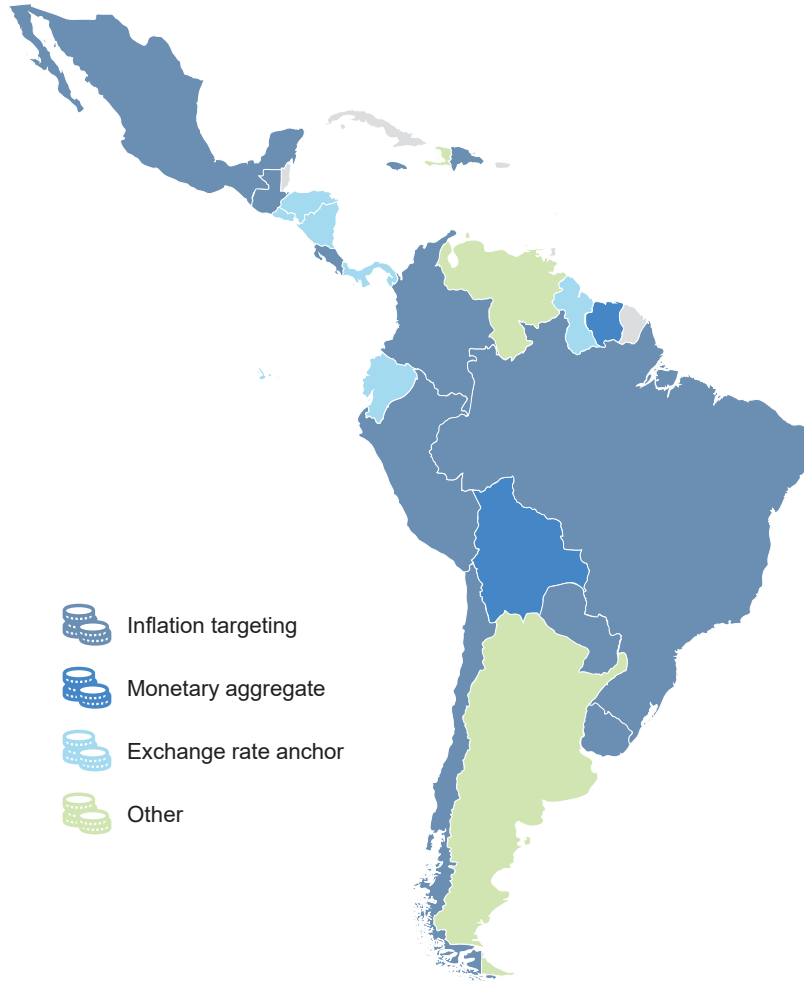 Inflation targeting
Monetary aggregate
Exchange rate anchor
Other